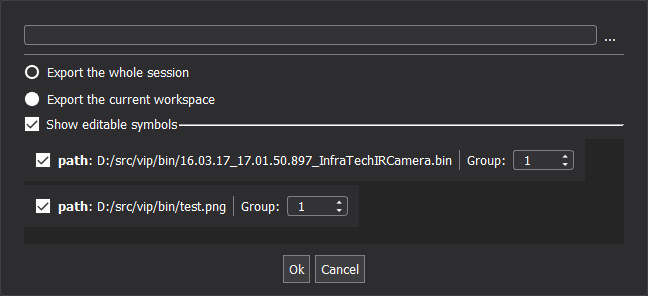 ...
Export the whole session
Export the current workspace
Show editable symbols
path: D:/src/vip/bin/16.03.17_17.01.50.897_InfraTechIRCamera.bin Group: 1
path: D:/src/vip/bin/test.png Group: 1
Ok Cancel